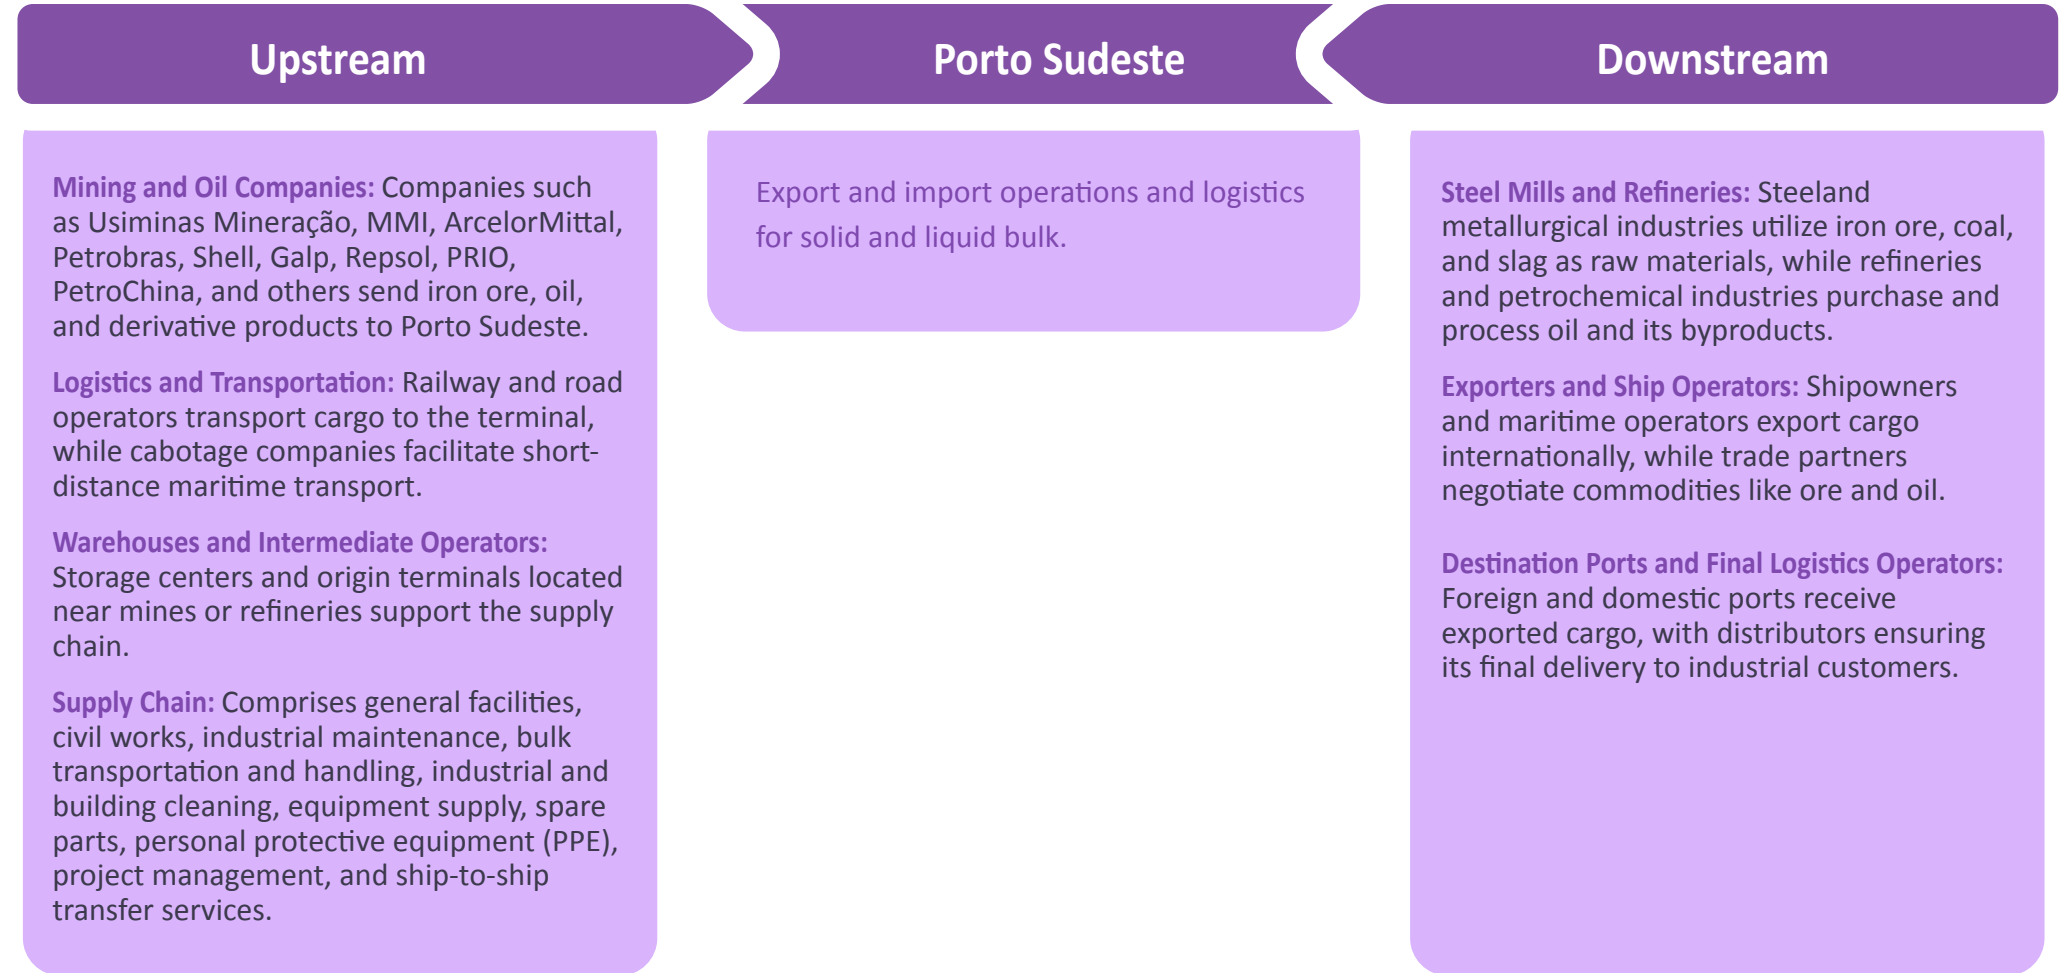 Upstream
Mining and Oil Companies: Companies such
as Usiminas Mineração, MMI, ArcelorMittal,
Petrobras, Shell, Galp, Repsol, PRIO,
PetroChina, and others send iron ore, oil,
and derivative products to Porto Sudeste.
Logistics and Transportation: Railway and road
operators transport cargo to the terminal,
while cabotage companies facilitate short-
distance maritime transport.
Warehouses and Intermediate Operators:
Storage centers and origin terminals located
near mines or refineries support the supply
chain.
Supply Chain: Comprises general facilities,
civil works, industrial maintenance, bulk
transportation and handling, industrial and
building cleaning, equipment supply, spare
parts, personal protective equipment (PPE),
project management, and ship-to-ship
transfer services.
Porto Sudeste
Export and import operations and logistics
for solid and liquid bulk.
Downstream
Steel Mills and Refineries: Steeland
metallurgical industries utilize iron ore, coal,
and slag as raw materials, while refineries
and petrochemical industries purchase and
process oil and its byproducts.
Exporters and Ship Operators: Shipowners
and maritime operators export cargo
internationally, while trade partners
negotiate commodities like ore and oil.
Destination Ports and Final Logistics Operators:
Foreign and domestic ports receive
exported cargo, with distributors ensuring
its final delivery to industrial customers.